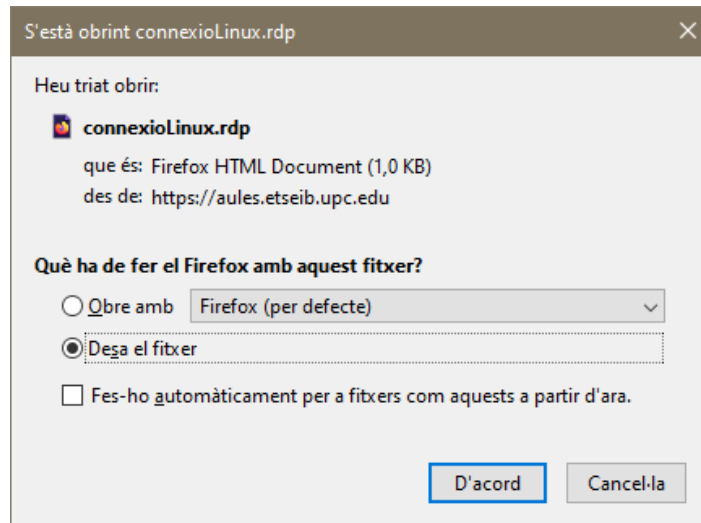 S'està obrint connexioLinux.rdp
Heu triat obrir:
connexioLinux.rdp
que és: Firefox HTML Document (1,0 KB)
des de: https://aules.etseib.upc.edu
Què ha de fer el Firefox amb aquest fitxer?
Obre amb Firefox (per defecte)
Desa el fitxer
Fes-ho automàticament per a fitxers com aquests a partir d'ara.
D'acord Cancel·la